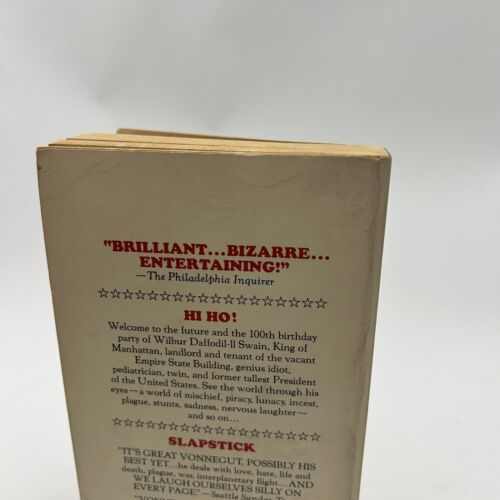 "BRILLIANT...BIZARRE...
ENTERTAINING!"
—The Philadelphia Inquirer
☆☆☆☆☆☆☆☆☆☆☆☆☆☆☆☆☆☆☆
HI HO!
Welcome to the future and the 100th birthday
party of Wilbur Daffodil-11 Swain, King of
Manhattan, landlord and tenant of the vacant
Empire State Building, genius idiot,
pediatrician, twin, and former tallest President
of the United States. See the world through his
eyes—a world of mischief, piracy, lunacy, incest,
plague, stunts, sadness, nervous laughter—
and so on...
☆☆☆☆☆☆☆☆☆☆☆☆☆☆☆☆☆
SLAPSTICK
"IT'S GREAT VONNEGUT, POSSIBLY HIS
BEST YET...he deals with love, hate, life and
death, plague, war, interplanetary flight...AND
WE LAUGH OURSELVES SILLY ON
EVERY PAGE"—Seattle Sunday